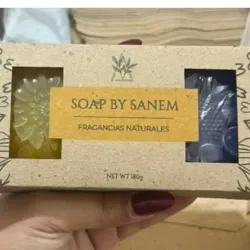 SOAP BY SANEM
FRAGANCIAS NATURALES
NET WT 180g